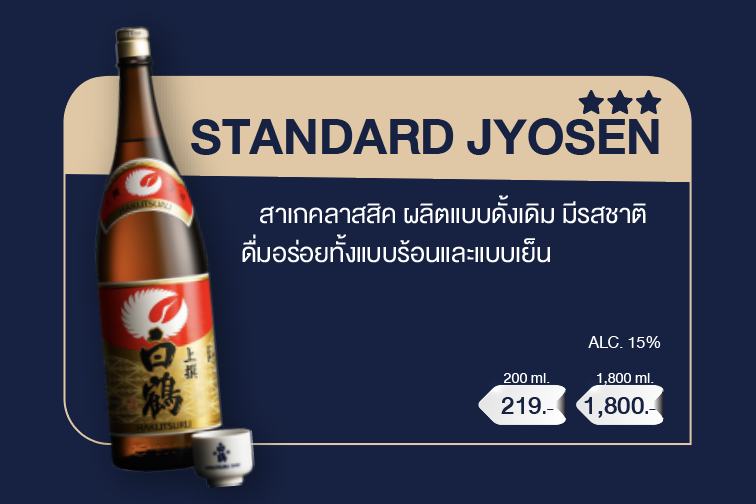 STANDARD JYOSEN
สาเกคลาสสิค ผลิตแบบดั้งเดิม มีรสชาติ
ดื่มอร่อยทั้งแบบร้อนและแบบเย็น
ALC. 15%
200 ml. 1,800 ml.
219.- 1,800.-
HAKUTSURU
上撰
白鶴
HAKUTSURU